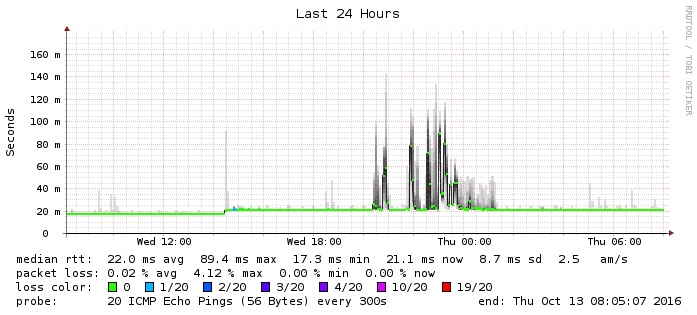 Last 24 Hours
RRDTOOL / TOBI OETIKER
Seconds
160 m
140 m
120 m
100 m
80 m
60 m
40 m
20 m
0
Wed 12:00 Wed 18:00 Thu 00:00 Thu 06:00
median rtt: 22.0 ms avg 89.4 ms max 17.3 ms min 21.1 ms now 8.7 ms sd 2.5 am/s
packet loss: 0.02 % avg 4.12 % max 0.00 % min 0.00 % now
loss color: 0 1/20 2/20 3/20 4/20 10/20 19/20
probe: 20 ICMP Echo Pings (56 Bytes) every 300s end: Thu Oct 13 08:05:07 2016